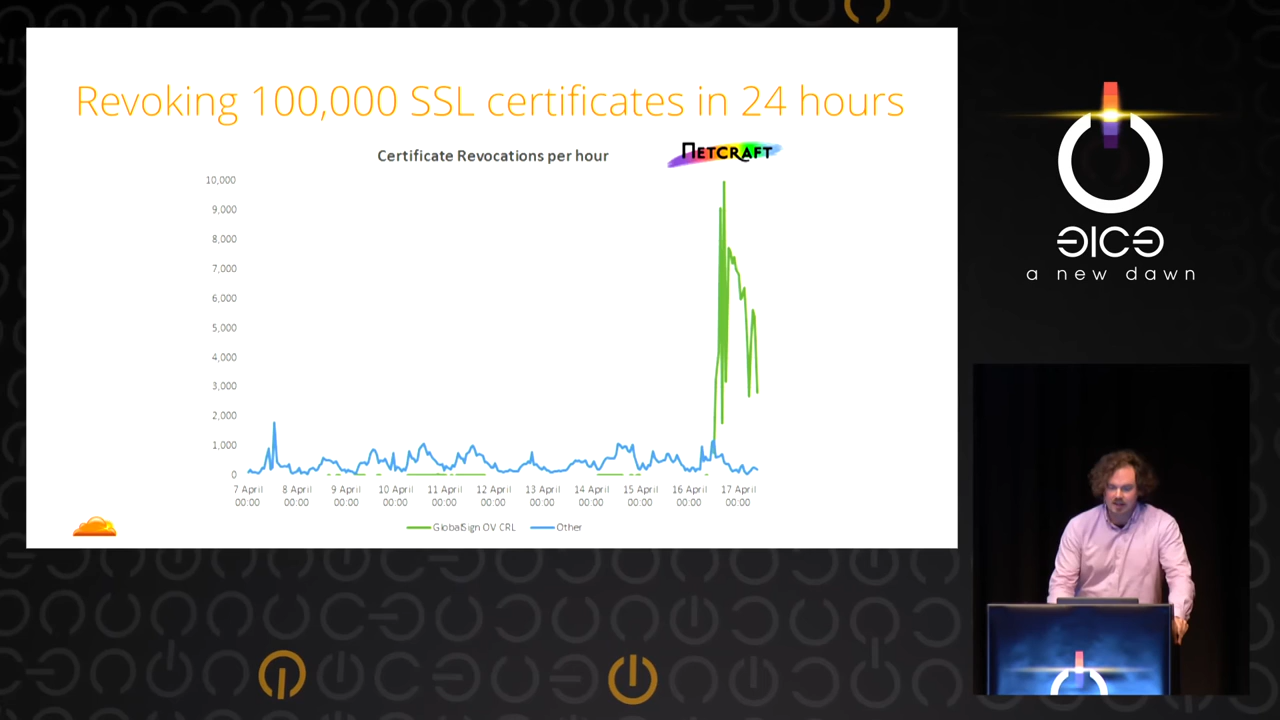 Revoking 100,000 SSL certificates in 24 hours
Certificate Revocations per hour
NETCRAFT
10,000
9,000
8,000
7,000
6,000
5,000
4,000
3,000
2,000
1,000
0
7 April 8 April 9 April 10 April 11 April 12 April 13 April 14 April 15 April 16 April 17 April
00:00 00:00 00:00 00:00 00:00 00:00 00:00 00:00 00:00 00:00 00:00
GlobalSign OV CRL Other
a new dawn